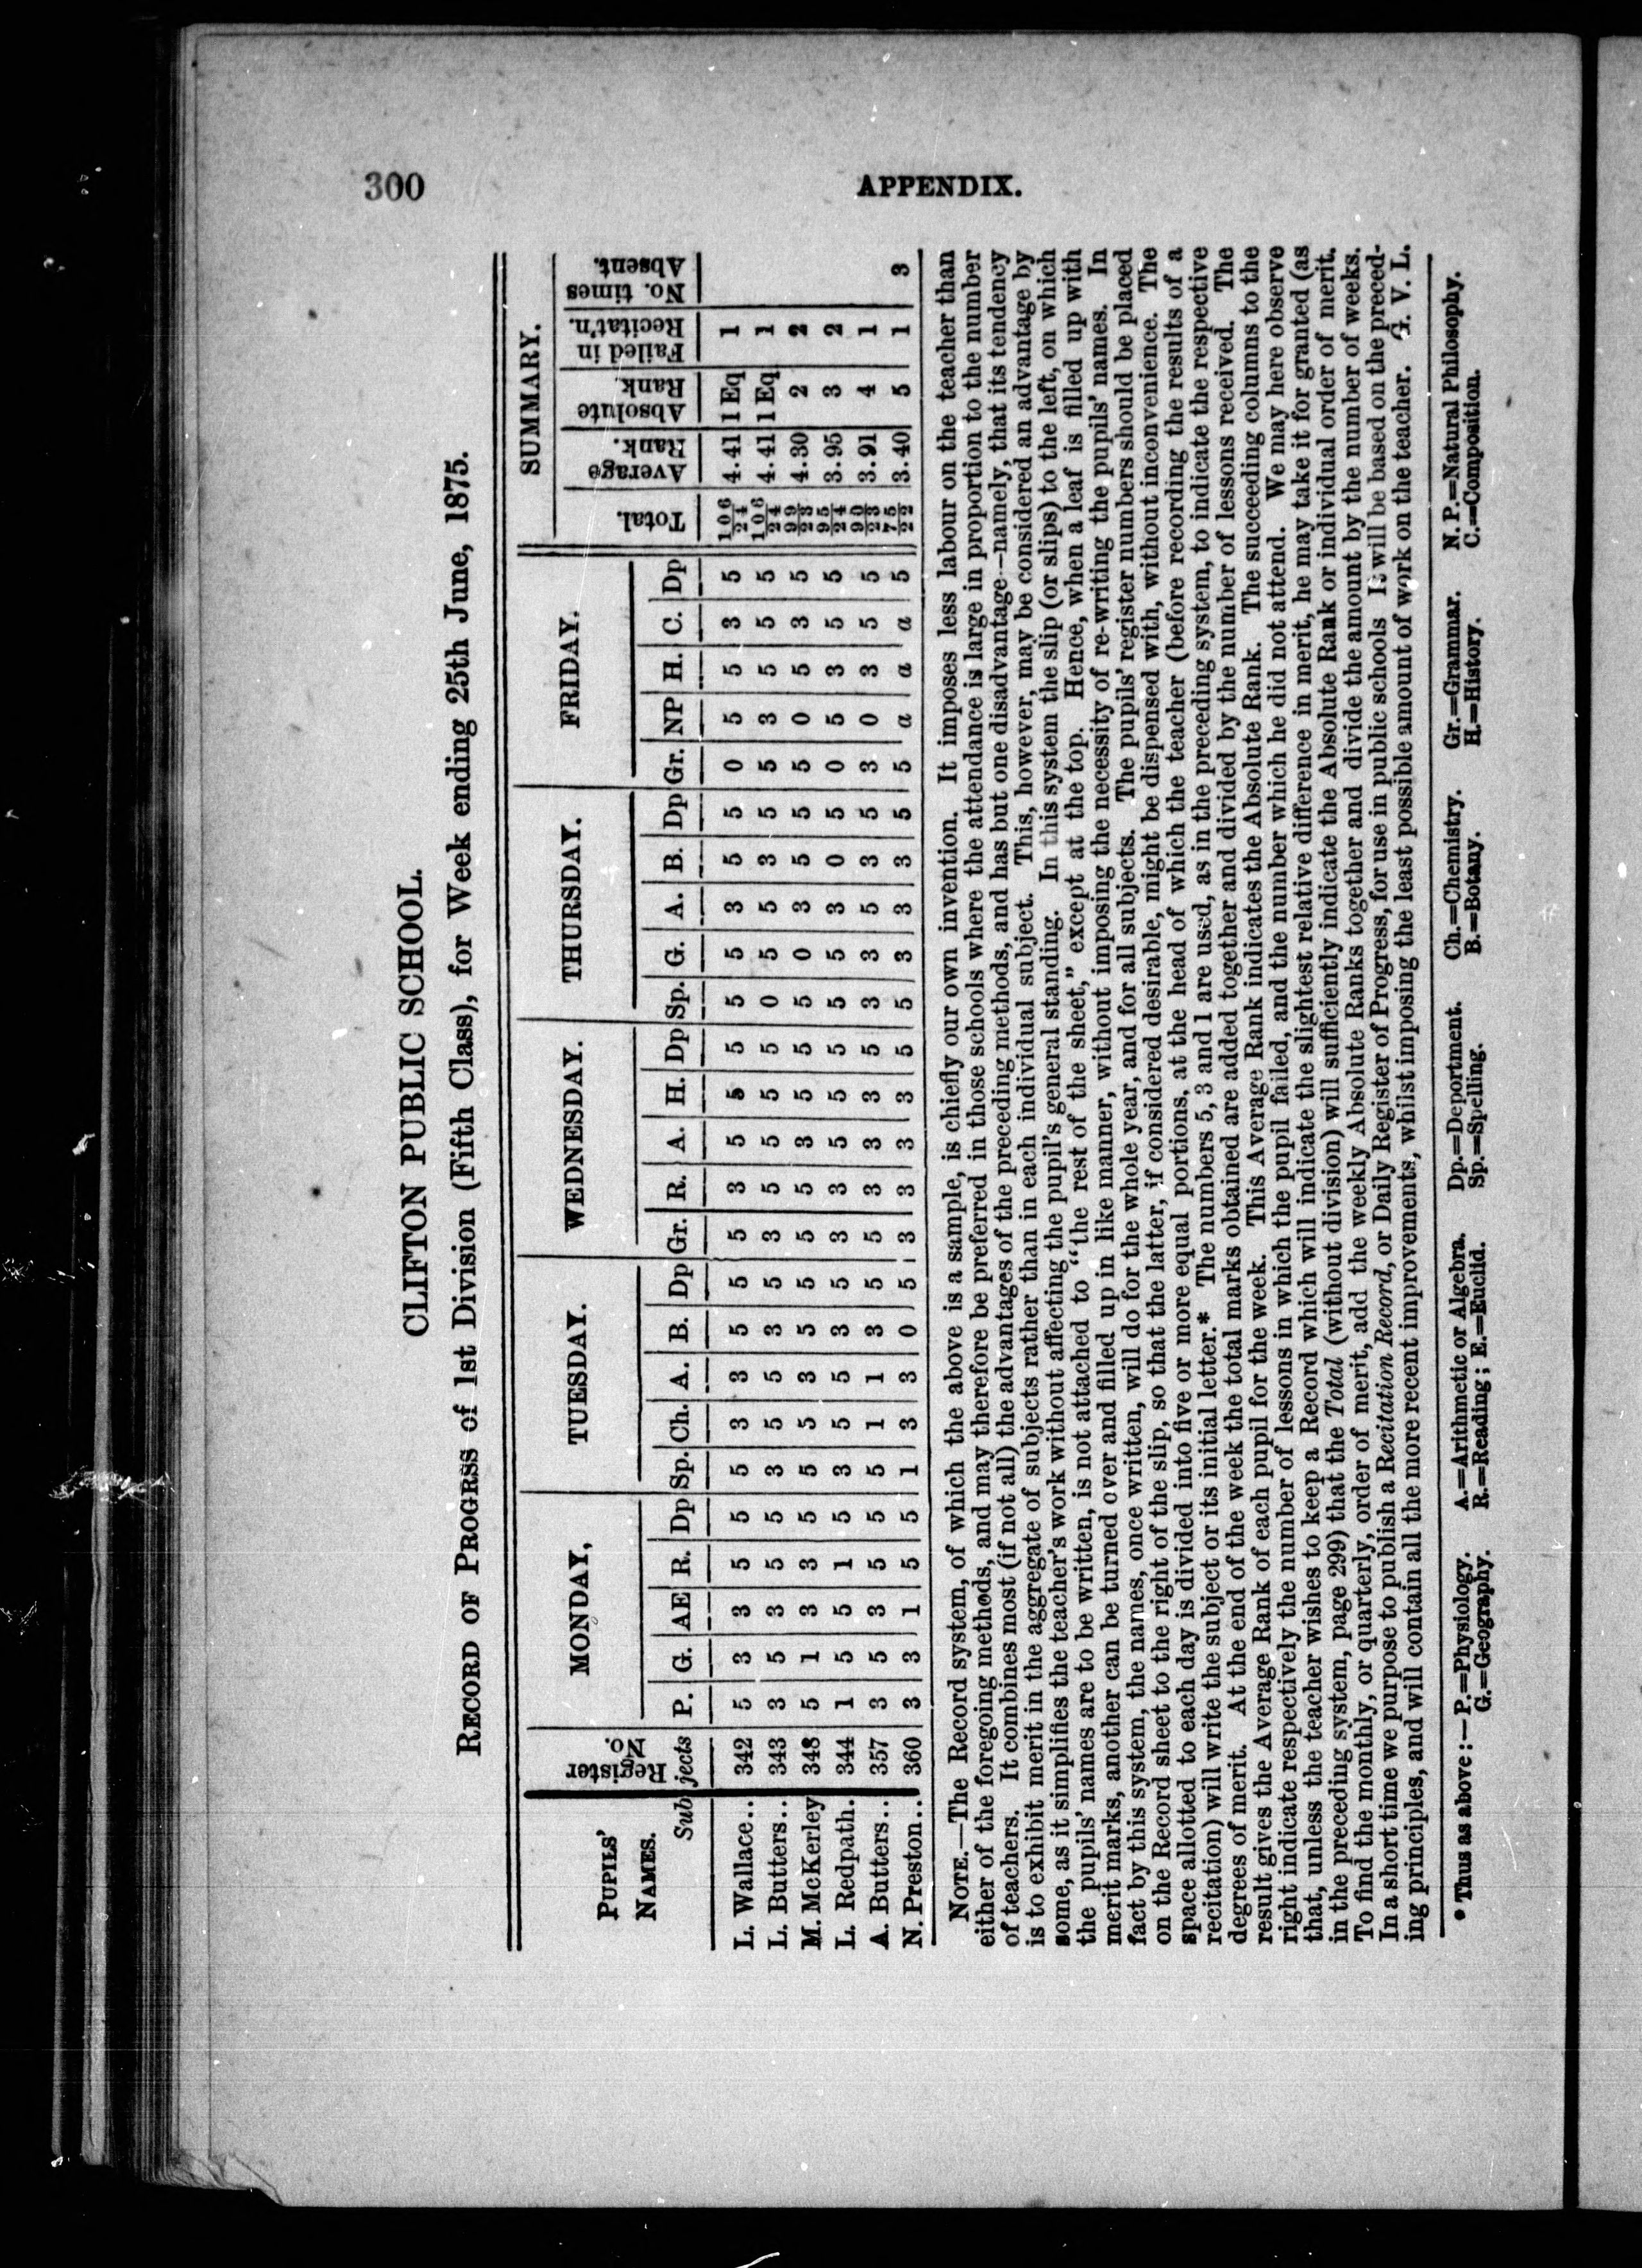 300
APPENDIX.
CLIFTON PUBLIC SCHOOL.
RECORD OF PROGRSS of 1st Division (Fifth Class), for Week ending 25th June, 1875.
PUPILS' NAMES. Register No. MONDAY, TUESDAY. WEDNESDAY. THURSDAY. FRIDAY. SUMMARY.
Subjects P. G. AE R. Dp Sp. Ch. A. B. Dp Gr. R. A. H. Dp Sp. G. A. B. Dp Gr. NP H. C. Dp Total. Average Rank. Absolute Rank. Failed in Recitat'n. No. times Absent.
L. Wallace.. 342 5 3 3 5 5 5 3 3 5 5 5 3 5 5 5 5 5 3 5 5 0 5 5 3 5 106/24 4.41 1 Eq 1
L. Butters.. 343 3 5 3 5 5 3 5 5 3 5 3 5 5 5 5 0 5 5 3 5 5 3 5 5 5 106/24 4.41 1 Eq 1
M. McKerley 348 5 1 3 3 5 5 5 3 5 5 5 5 3 5 5 5 0 3 5 5 5 0 5 3 5 99/23 4.30 2 2
L. Redpath. 344 1 5 5 1 5 3 5 5 3 5 3 3 5 5 5 5 5 3 0 5 0 5 3 5 5 95/24 3.95 3 2
A. Butters.. 357 3 5 3 5 5 5 1 1 3 5 5 3 3 3 5 3 3 5 3 5 3 0 3 5 5 90/23 3.91 4 1
N. Preston.. 360 3 3 1 5 5 1 3 3 0 5 3 3 3 3 5 5 3 3 3 5 5 a a a 5 75/22 3.40 5 1 3
NOTE.—The Record system, of which the above is a sample, is chiefly our own invention. It imposes less labour on the teacher than
either of the foregoing methods, and may therefore be preferred in those schools where the attendance is large in proportion to the number
of teachers. It combines most (if not all) the advantages of the preceding methods, and has but one disadvantage—namely, that its tendency
is to exhibit merit in the aggregate of subjects rather than in each individual subject. This, however, may be considered an advantage by
some, as it simplifies the teacher's work without affecting the pupil's general standing. In this system the slip (or slips) to the left, on which
the pupils' names are to be written, is not attached to "the rest of the sheet," except at the top. Hence, when a leaf is filled up with
merit marks, another can be turned over and filled up in like manner, without imposing the necessity of re-writing the pupils' names. In
fact by this system, the names, once written, will do for the whole year, and for all subjects. The pupils' register numbers should be placed
on the Record sheet to the right of the slip, so that the latter, if considered desirable, might be dispensed with, without inconvenience. The
space allotted to each day is divided into five or more equal portions, at the head of which the teacher (before recording the results of a
recitation) will write the subject or its initial letter.* The numbers 5, 3 and 1 are used, as in the preceding system, to indicate the respective
degrees of merit. At the end of the week the total marks obtained are added together and divided by the number of lessons received. The
result gives the Average Rank of each pupil for the week. This Average Rank indicates the Absolute Rank. The succeeding columns to the
right indicate respectively the number of lessons in which the pupil failed, and the number which he did not attend. We may here observe
that, unless the teacher wishes to keep a Record which will indicate the slightest relative difference in merit, he may take it for granted (as
in the preceding system, page 299) that the Total (without division) will sufficiently indicate the Absolute Rank or individual order of merit.
To find the monthly, or quarterly, order of merit, add the weekly Absolute Ranks together and divide the amount by the number of weeks.
In a short time we purpose to publish a Recitation Record, or Daily Register of Progress, for use in public schools It will be based on the preced-
ing principles, and will contain all the more recent improvements, whilst imposing the least possible amount of work on the teacher. G. V. L.
* Thus as above:—P.=Physiology. A.=Arithmetic or Algebra. Dp.=Deportment. Ch.=Chemistry. Gr.=Grammar. N. P.=Natural Philosophy.
G.=Geography. R.=Reading; E.=Euclid. Sp.=Spelling. B.=Botany. H.=History. C.=Composition.